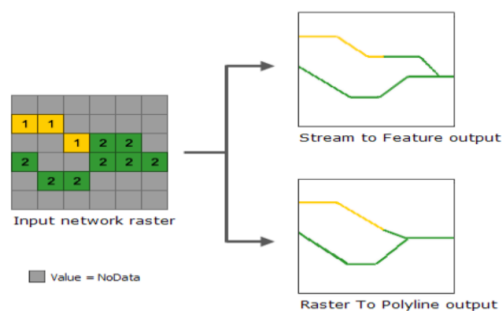 Stream to Feature output
1 1
1 2 2
2 2 2 2
2 2
Input network raster
Value = NoData
Raster To Polyline output